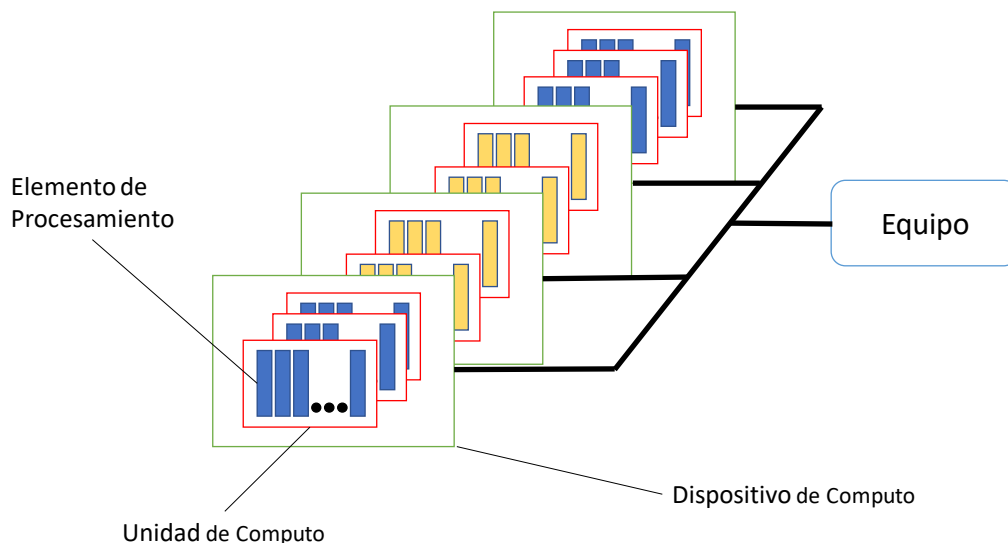 Elemento de
Procesamiento
Equipo
Dispositivo de Computo
Unidad de Computo